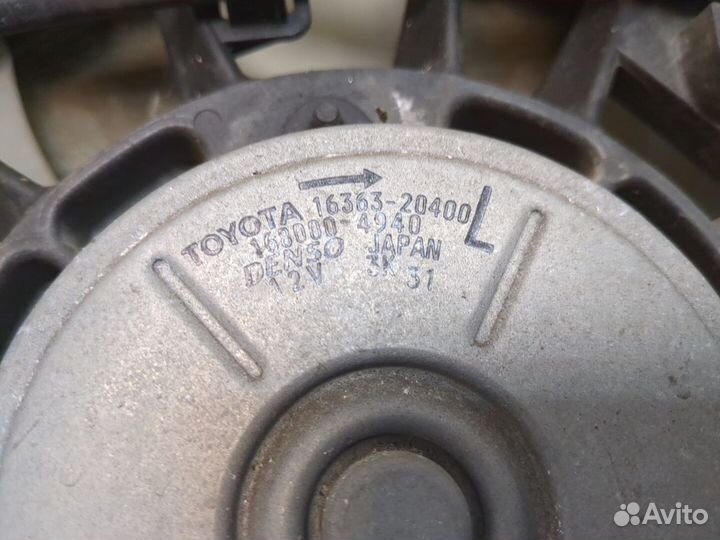 TOYOTA 16363-20400 L
168000-4940
DENSO JAPAN
12V 3K 31
Avito